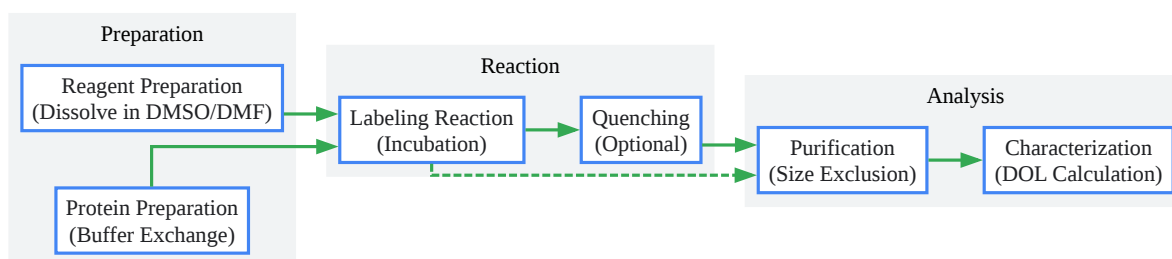 Preparation
Reagent Preparation
(Dissolve in DMSO/DMF)
Protein Preparation
(Buffer Exchange)
Reaction
Labeling Reaction
(Incubation)
Quenching
(Optional)
Analysis
Purification
(Size Exclusion)
Characterization
(DOL Calculation)